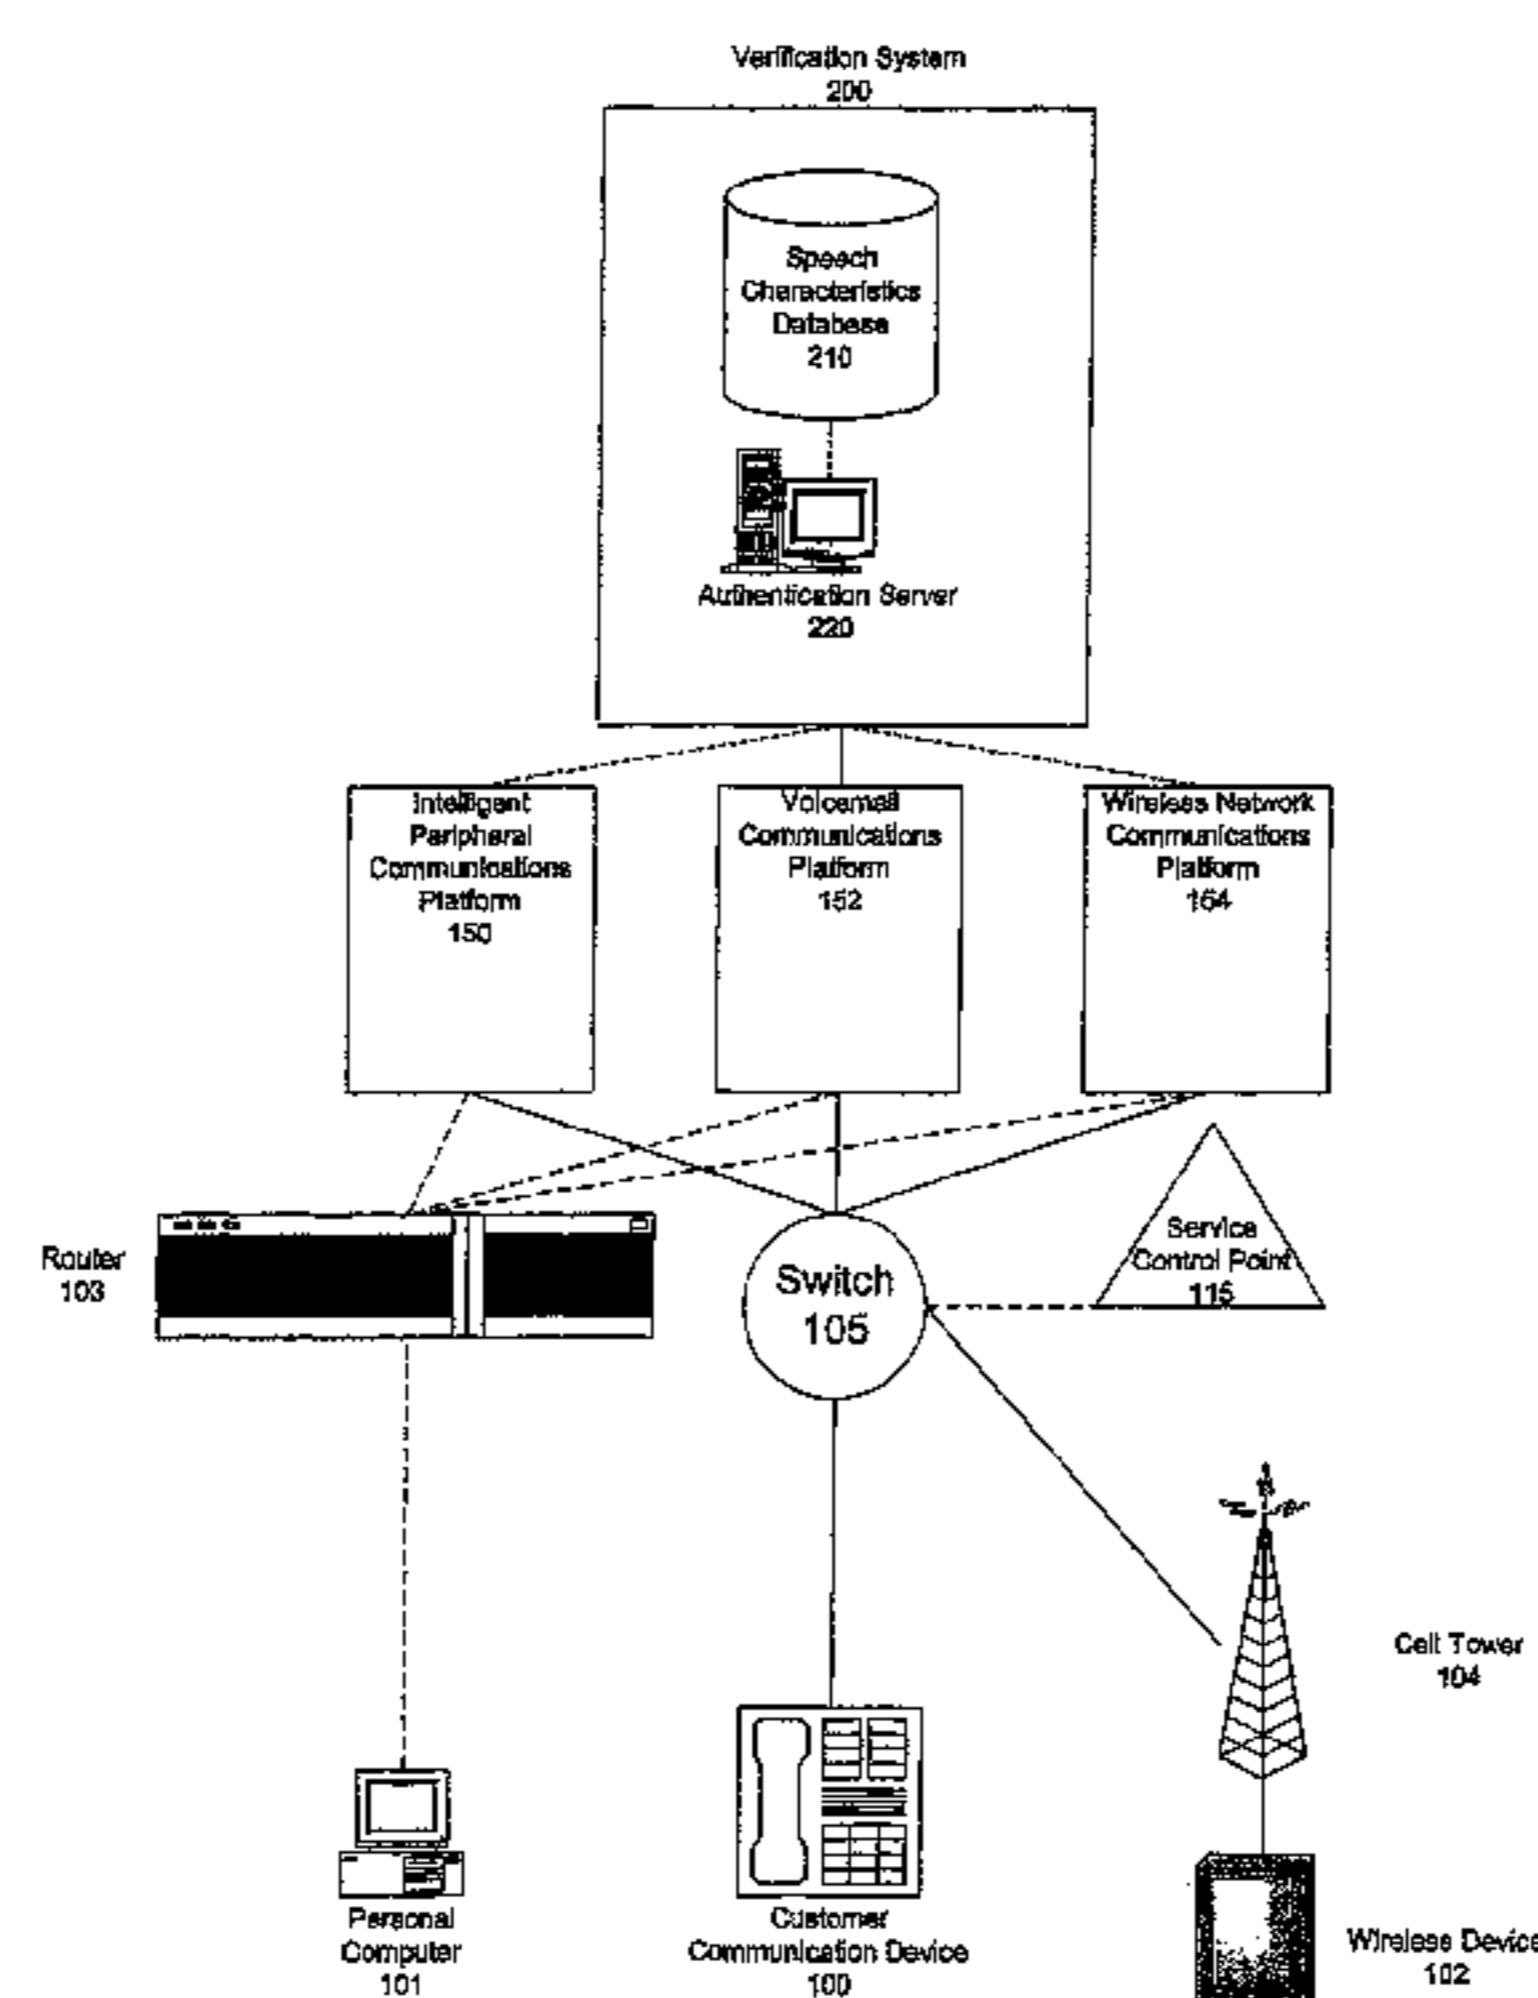 Verification System
200
Speech
Characteristics
Database
210
Authentication Server
220
Intelligent
Peripheral
Communications
Platform
150
Voicemail
Communications
Platform
152
Wireless Network
Communications
Platform
154
Router
103
Switch
105
Service
Control Point
115
Cell Tower
104
Personal
Computer
101
Customer
Communication Device
100
Wireless Device
102